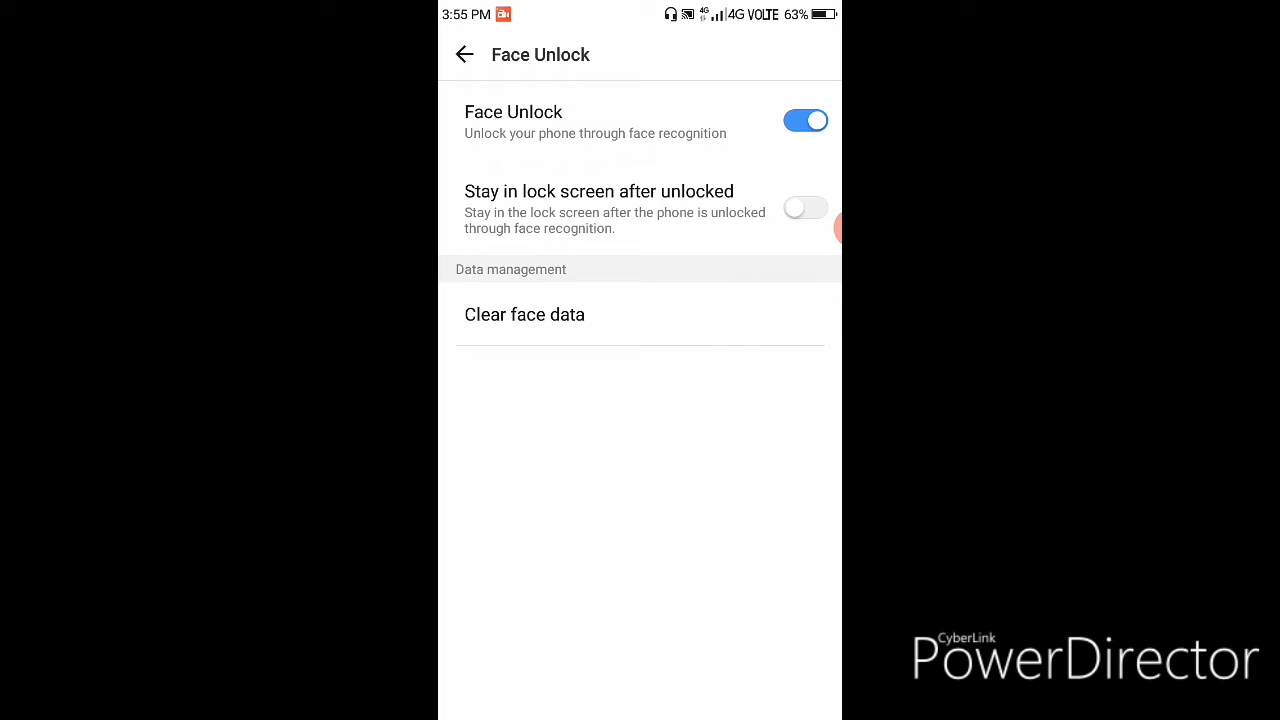 3:55 PM
4G 4G VOLTE 63%
Face Unlock
Face Unlock
Unlock your phone through face recognition
Stay in lock screen after unlocked
Stay in the lock screen after the phone is unlocked
through face recognition.
Data management
Clear face data
CyberLink
PowerDirector